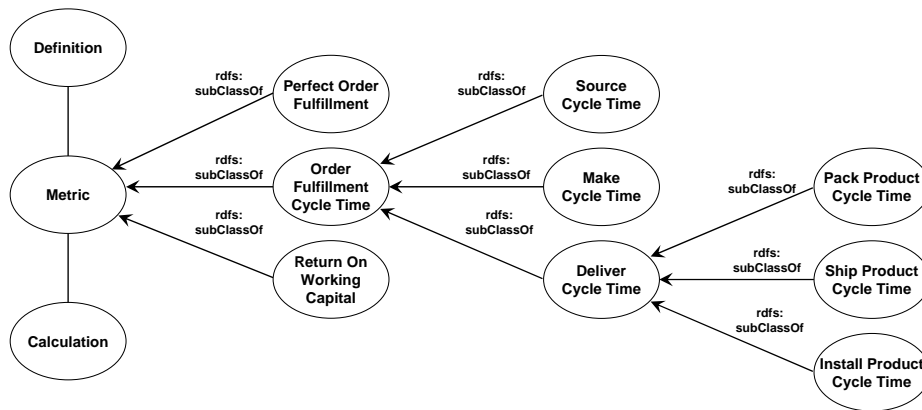 Definition
Metric
Calculation
rdfs:
subClassOf
rdfs:
subClassOf
rdfs:
subClassOf
Perfect Order
Fulfillment
Order
Fulfillment
Cycle Time
Return On
Working
Capital
rdfs:
subClassOf
rdfs:
subClassOf
rdfs:
subClassOf
Source
Cycle Time
Make
Cycle Time
Deliver
Cycle Time
rdfs:
subClassOf
rdfs:
subClassOf
rdfs:
subClassOf
Pack Product
Cycle Time
Ship Product
Cycle Time
Install Product
Cycle Time